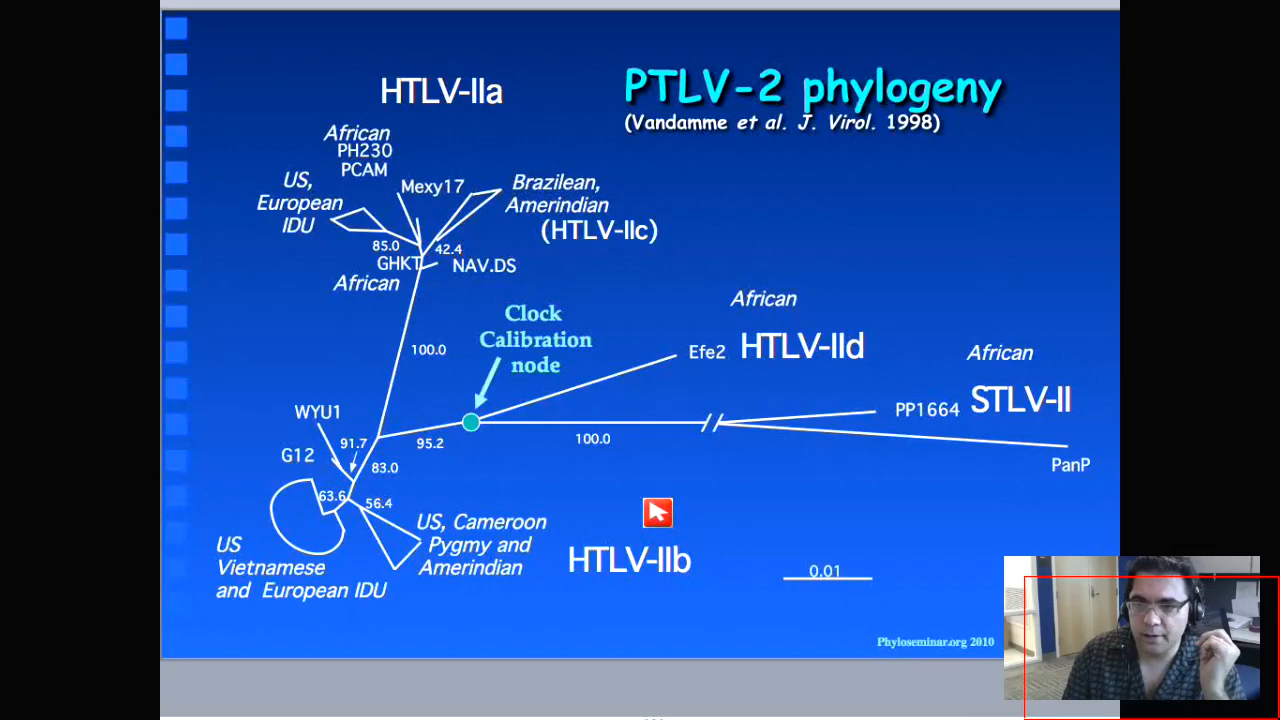 PTLV-2 phylogeny
(Vandamme et al. J. Virol. 1998)
HTLV-IIa
African
PH230
PCAM
US,
European
IDU
Mexy17
Brazilean,
Amerindian
(HTLV-IIc)
85.0
42.4
GHKT
NAV.DS
African
100.0
Clock
Calibration
node
African
Efe2
HTLV-IId
African
PP1664
STLV-II
PanP
100.0
95.2
WYU1
91.7
G12
83.0
63.6
56.4
US
Vietnamese
and European IDU
US, Cameroon
Pygmy and
Amerindian
HTLV-IIb
0.01
Phyloseminar.org 2010